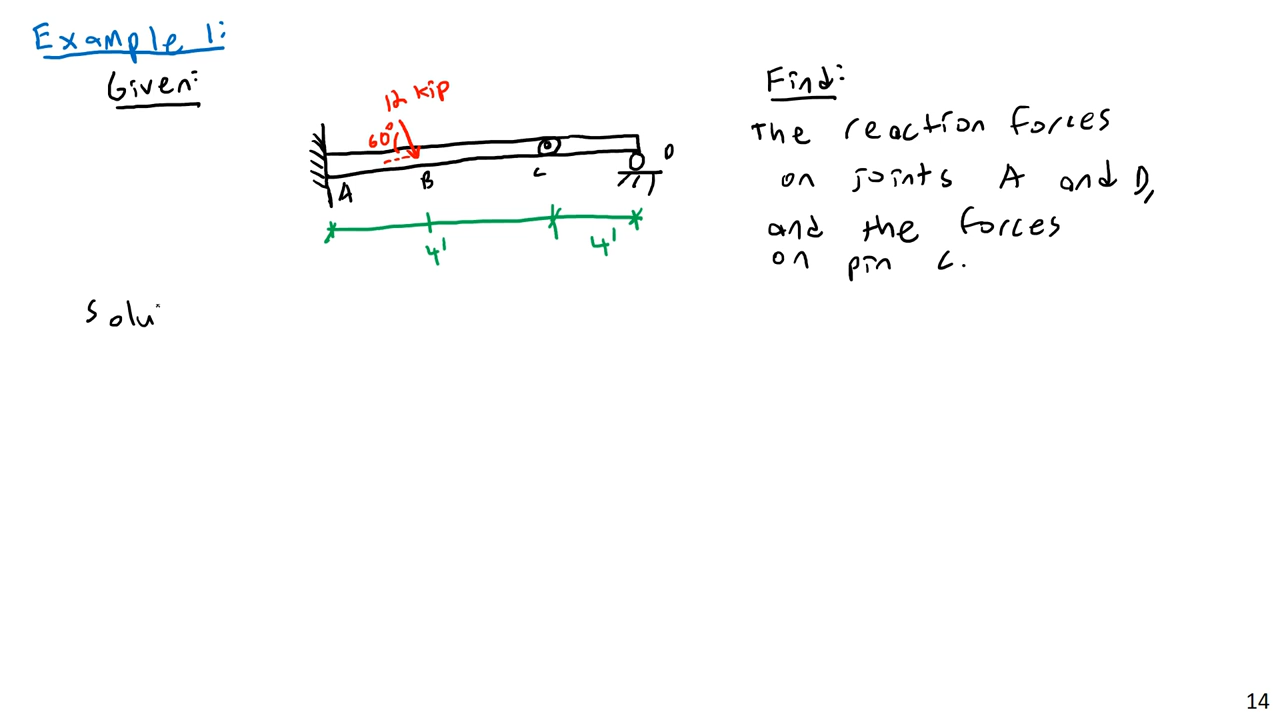 Example 1:
Given:
Find:
12 kip
60°
The reaction forces
on joints A and D,
and the forces
on pin C.
A
B
C
D
4'
4'
Solu
14